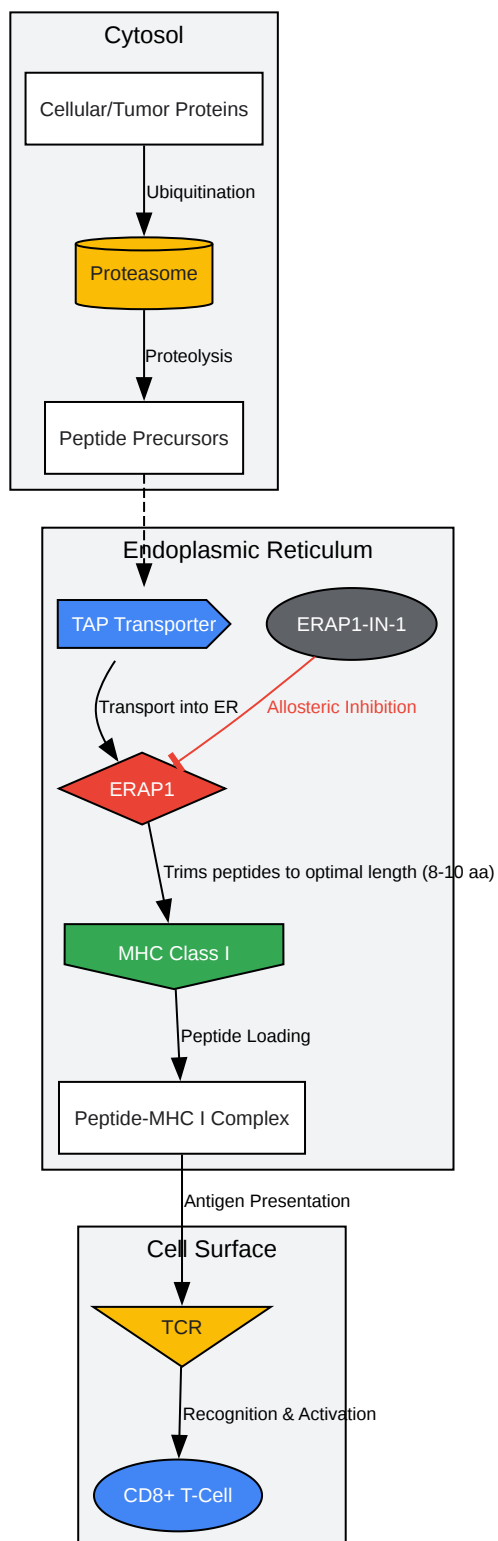 Cytosol
Cellular/Tumor Proteins
Ubiquitination
Proteasome
Proteolysis
Peptide Precursors
Endoplasmic Reticulum
TAP Transporter
ERAP1-IN-1
Transport into ER
Allosteric Inhibition
ERAP1
Trims peptides to optimal length (8-10 aa)
MHC Class I
Peptide Loading
Peptide-MHC I Complex
Antigen Presentation
Cell Surface
TCR
Recognition & Activation
CD8+ T-Cell